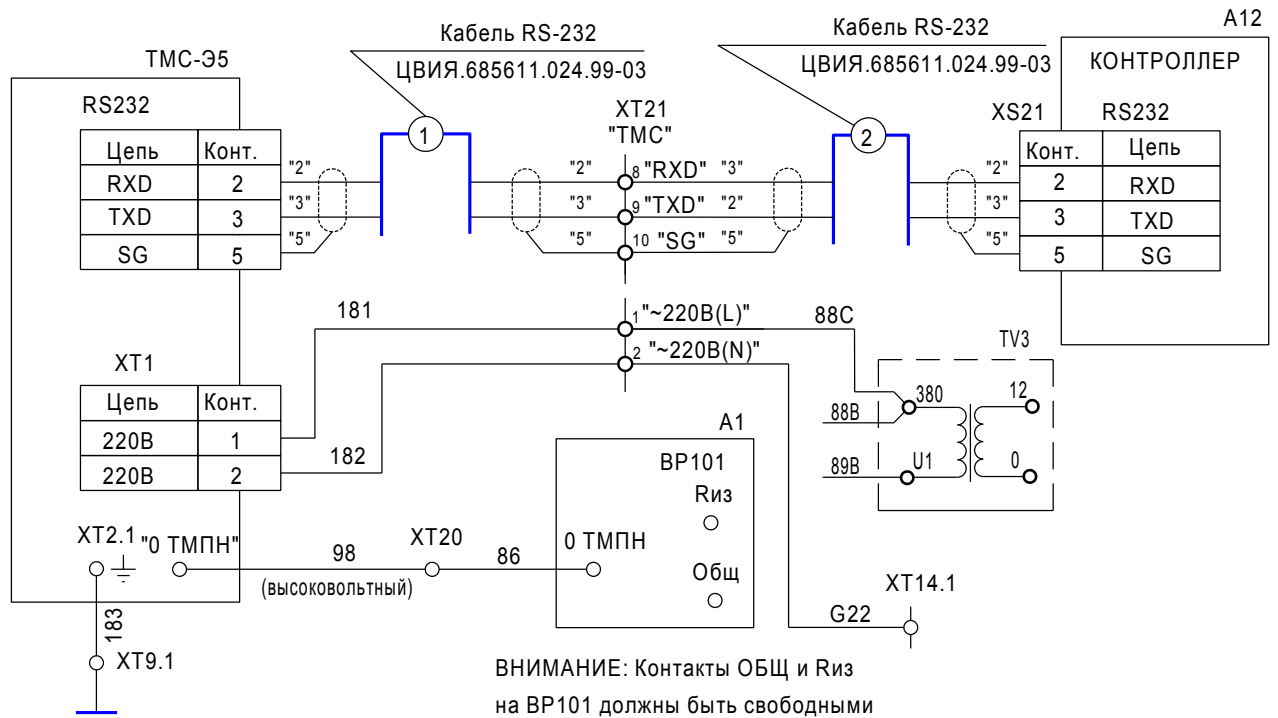 A12
Кабель RS-232
ЦВИЯ.685611.024.99-03
Кабель RS-232
ЦВИЯ.685611.024.99-03
ТМС-Э5
КОНТРОЛЛЕР
RS232
XT21
"ТМС"
XS21
RS232
1
2
Цепь Конт.
RXD 2
TXD 3
SG 5
"2"
"3"
"5"
"2"
"3"
"5"
8 "RXD" "3"
9 "TXD" "2"
10 "SG" "5"
"2"
"3"
"5"
Конт. Цепь
2 RXD
3 TXD
5 SG
181
1 "~220В(L)"
88С
2 "~220В(N)"
TV3
XT1
Цепь Конт.
220В 1
220В 2
182
380
12
88В
89В
U1
0
A1
ВР101
Rиз
0 ТМПН
Общ
XT2.1
"0 ТМПН"
98
(высоковольтный)
XT20
86
XT14.1
G22
183
XT9.1
ВНИМАНИЕ: Контакты ОБЩ и Rиз
на ВР101 должны быть свободными